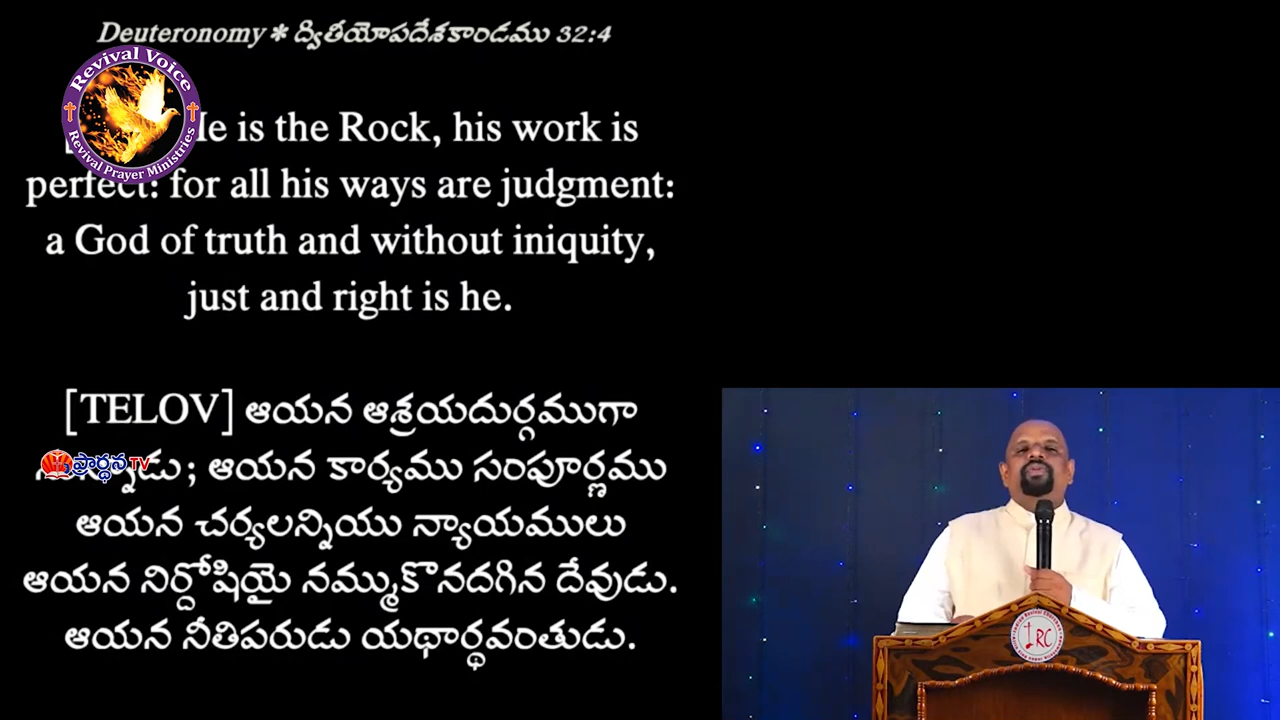 Deuteronomy * ద్వితీయోపదేశకాండము 32:4
Revival Voice
Revival Prayer Ministries
is the Rock, his work is
perfect: for all his ways are judgment:
a God of truth and without iniquity,
just and right is he.
[TELOV] ఆయన ఆశ్రయదుర్గముగా
ప్రార్థన TV
ఆయన కార్యము సంపూర్ణము
ఆయన చర్యలన్నియు న్యాయములు
ఆయన నిర్దోషియై నమ్ముకొనదగిన దేవుడు.
ఆయన నీతిపరుడు యథార్థవంతుడు.
IRC